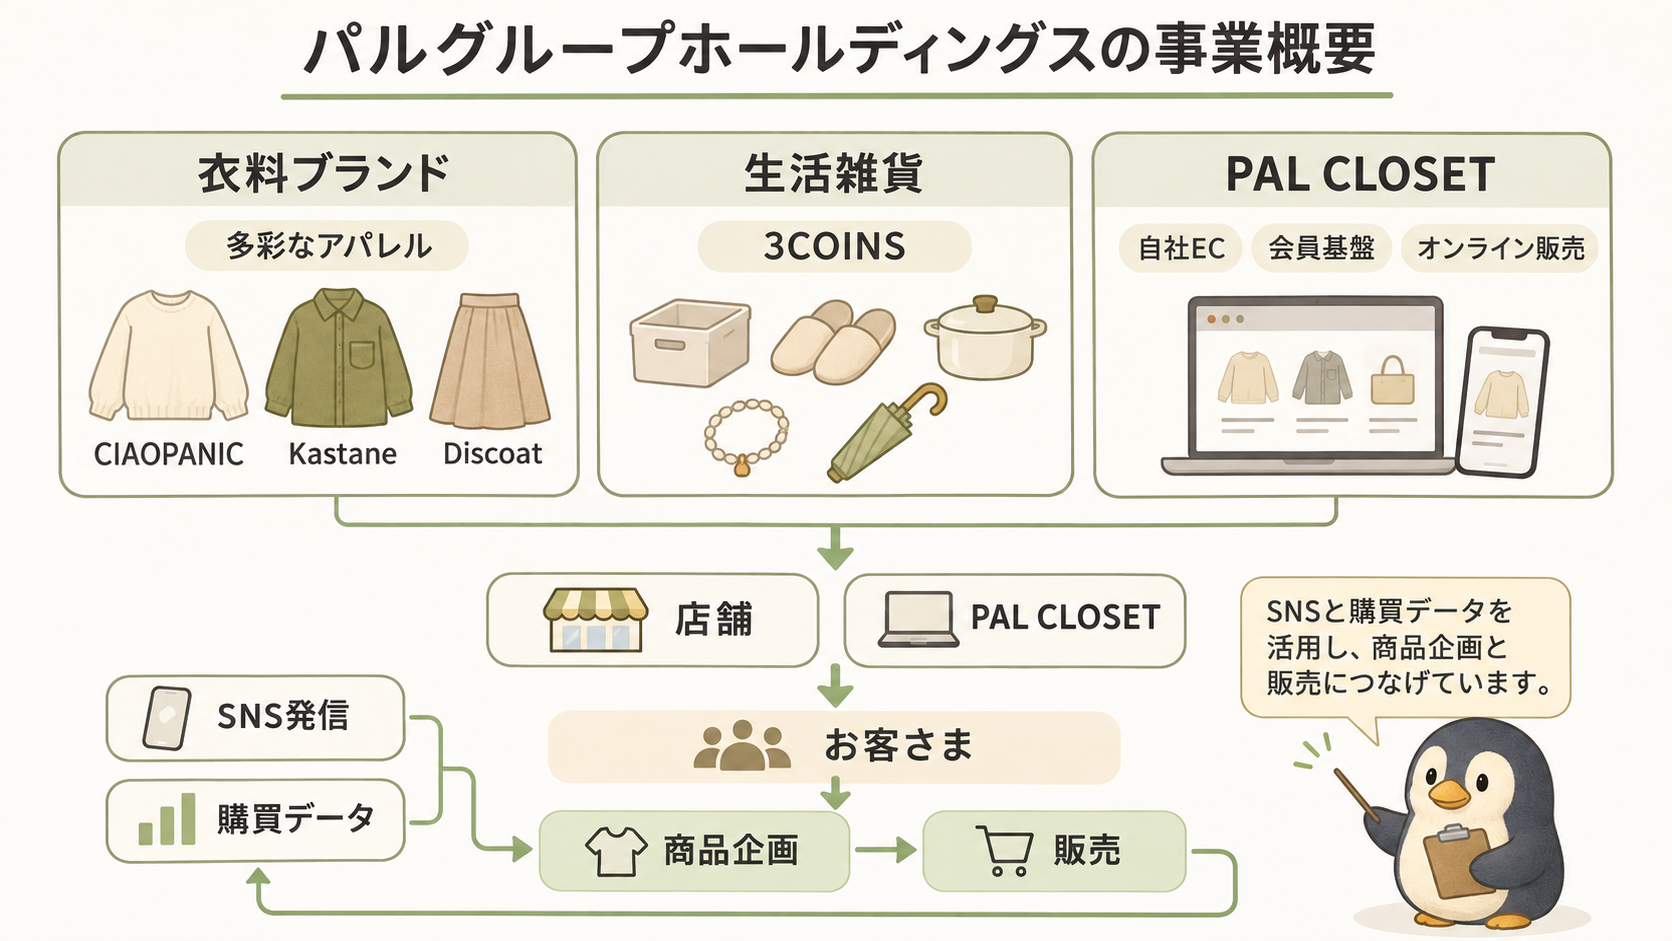 パルグループホールディングスの事業概要
衣料ブランド
多彩なアパレル
CIAOPANIC
Kastane
Discoat
生活雑貨
3COINS
PAL CLOSET
自社EC
会員基盤
オンライン販売
店舗
PAL CLOSET
お客さま
SNS発信
購買データ
商品企画
販売
SNSと購買データを
活用し、商品企画と
販売につなげています。